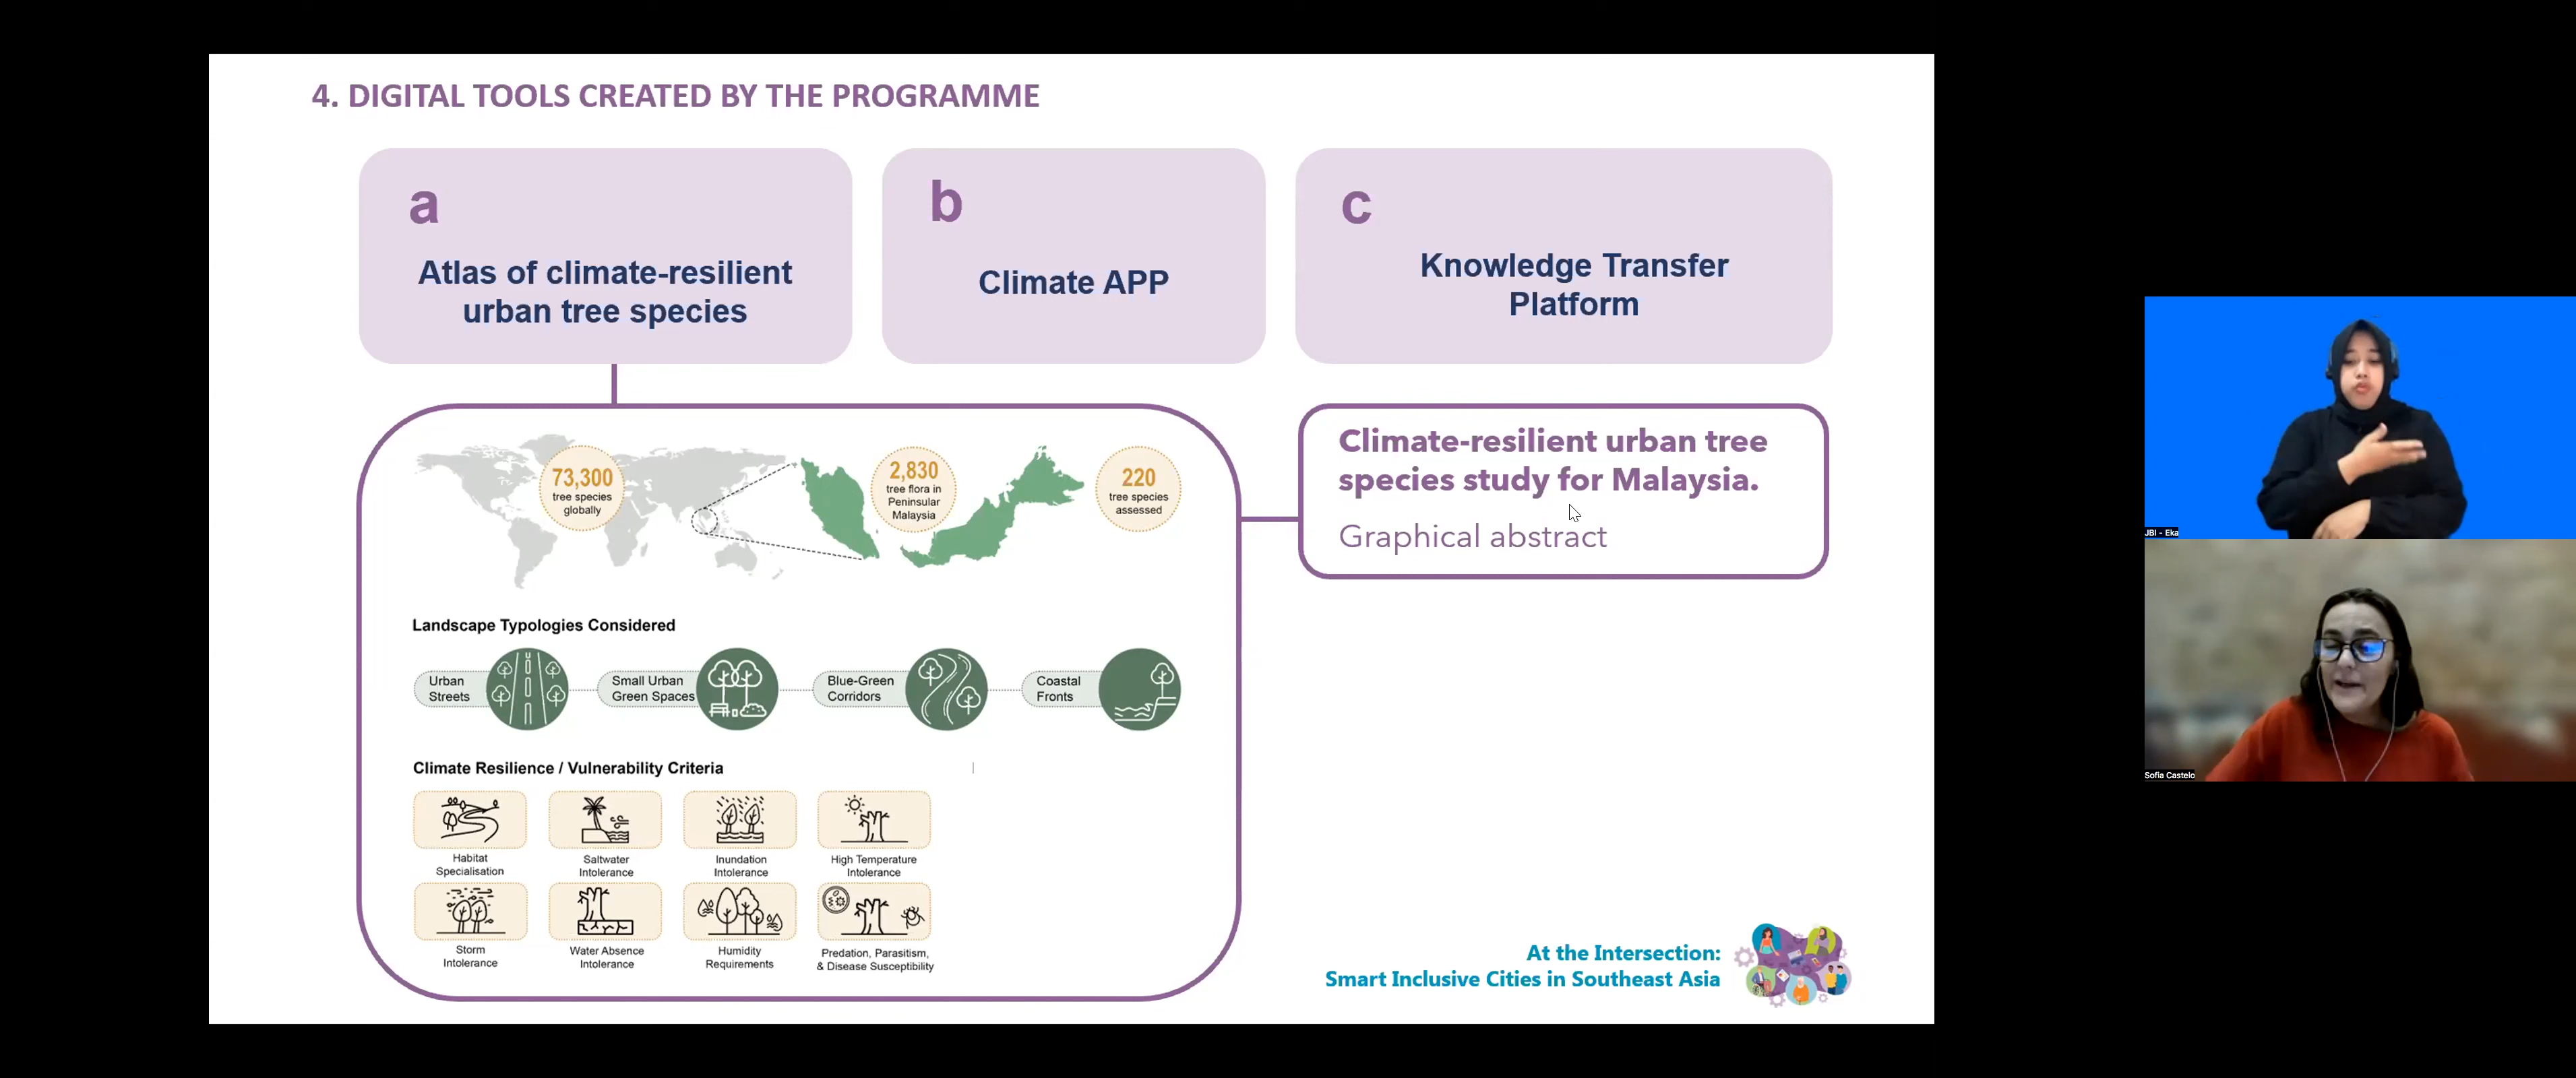 4. DIGITAL TOOLS CREATED BY THE PROGRAMME
a
Atlas of climate-resilient
urban tree species
b
Climate APP
c
Knowledge Transfer
Platform
73,300
tree species
globally
2,830
tree flora in
Peninsular
Malaysia
220
tree species
assessed
Climate-resilient urban tree
species study for Malaysia.
Graphical abstract
Landscape Typologies Considered
Urban
Streets
Small Urban
Green Spaces
Blue-Green
Corridors
Coastal
Fronts
Climate Resilience / Vulnerability Criteria
Habitat
Specialisation
Saltwater
Intolerance
Inundation
Intolerance
High Temperature
Intolerance
Storm
Intolerance
Water Absence
Intolerance
Humidity
Requirements
Predation, Parasitism,
& Disease Susceptibility
At the Intersection:
Smart Inclusive Cities in Southeast Asia
JBI - Eka
Sofia Castelo